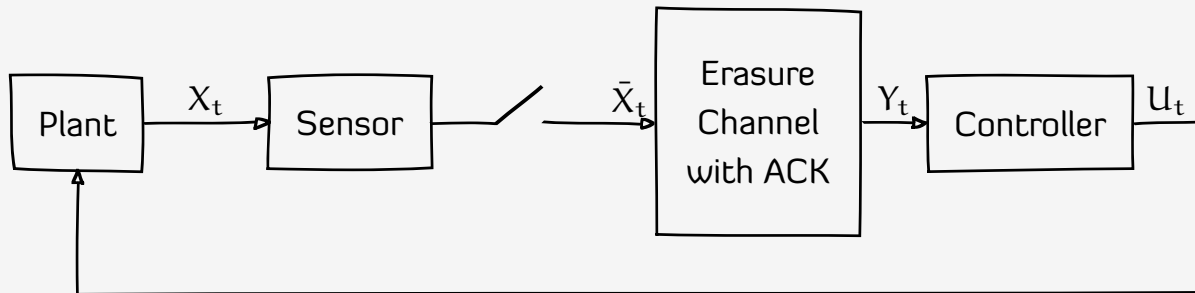 Plant
Xₜ
Sensor
X̄ₜ
Erasure
Channel
with ACK
Yₜ
Controller
Uₜ